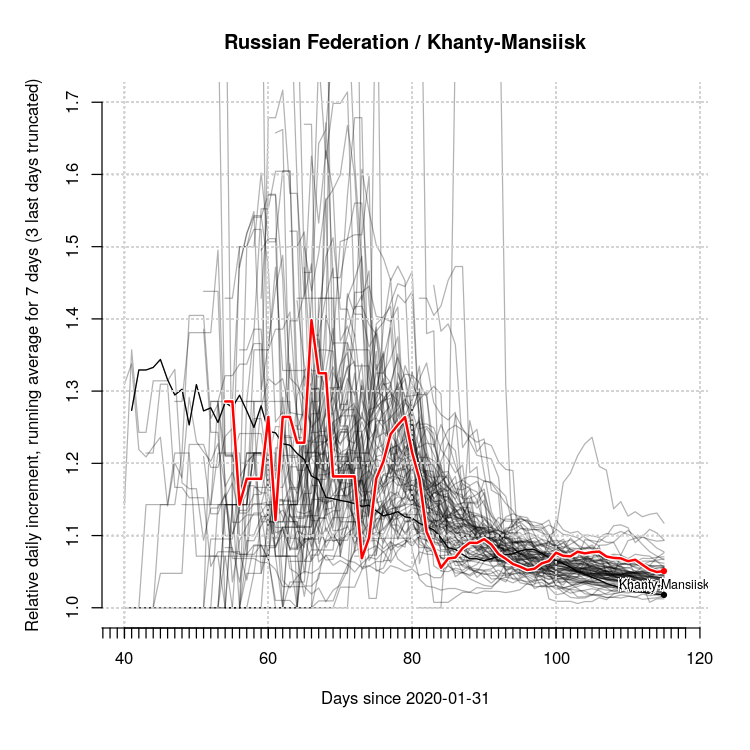 Russian Federation / Khanty-Mansiisk
Relative daily increment, running average for 7 days (3 last days truncated)
1.7
1.6
1.5
1.4
1.3
1.2
1.1
1.0
Khanty-Mansiisk
40 60 80 100 120
Days since 2020-01-31